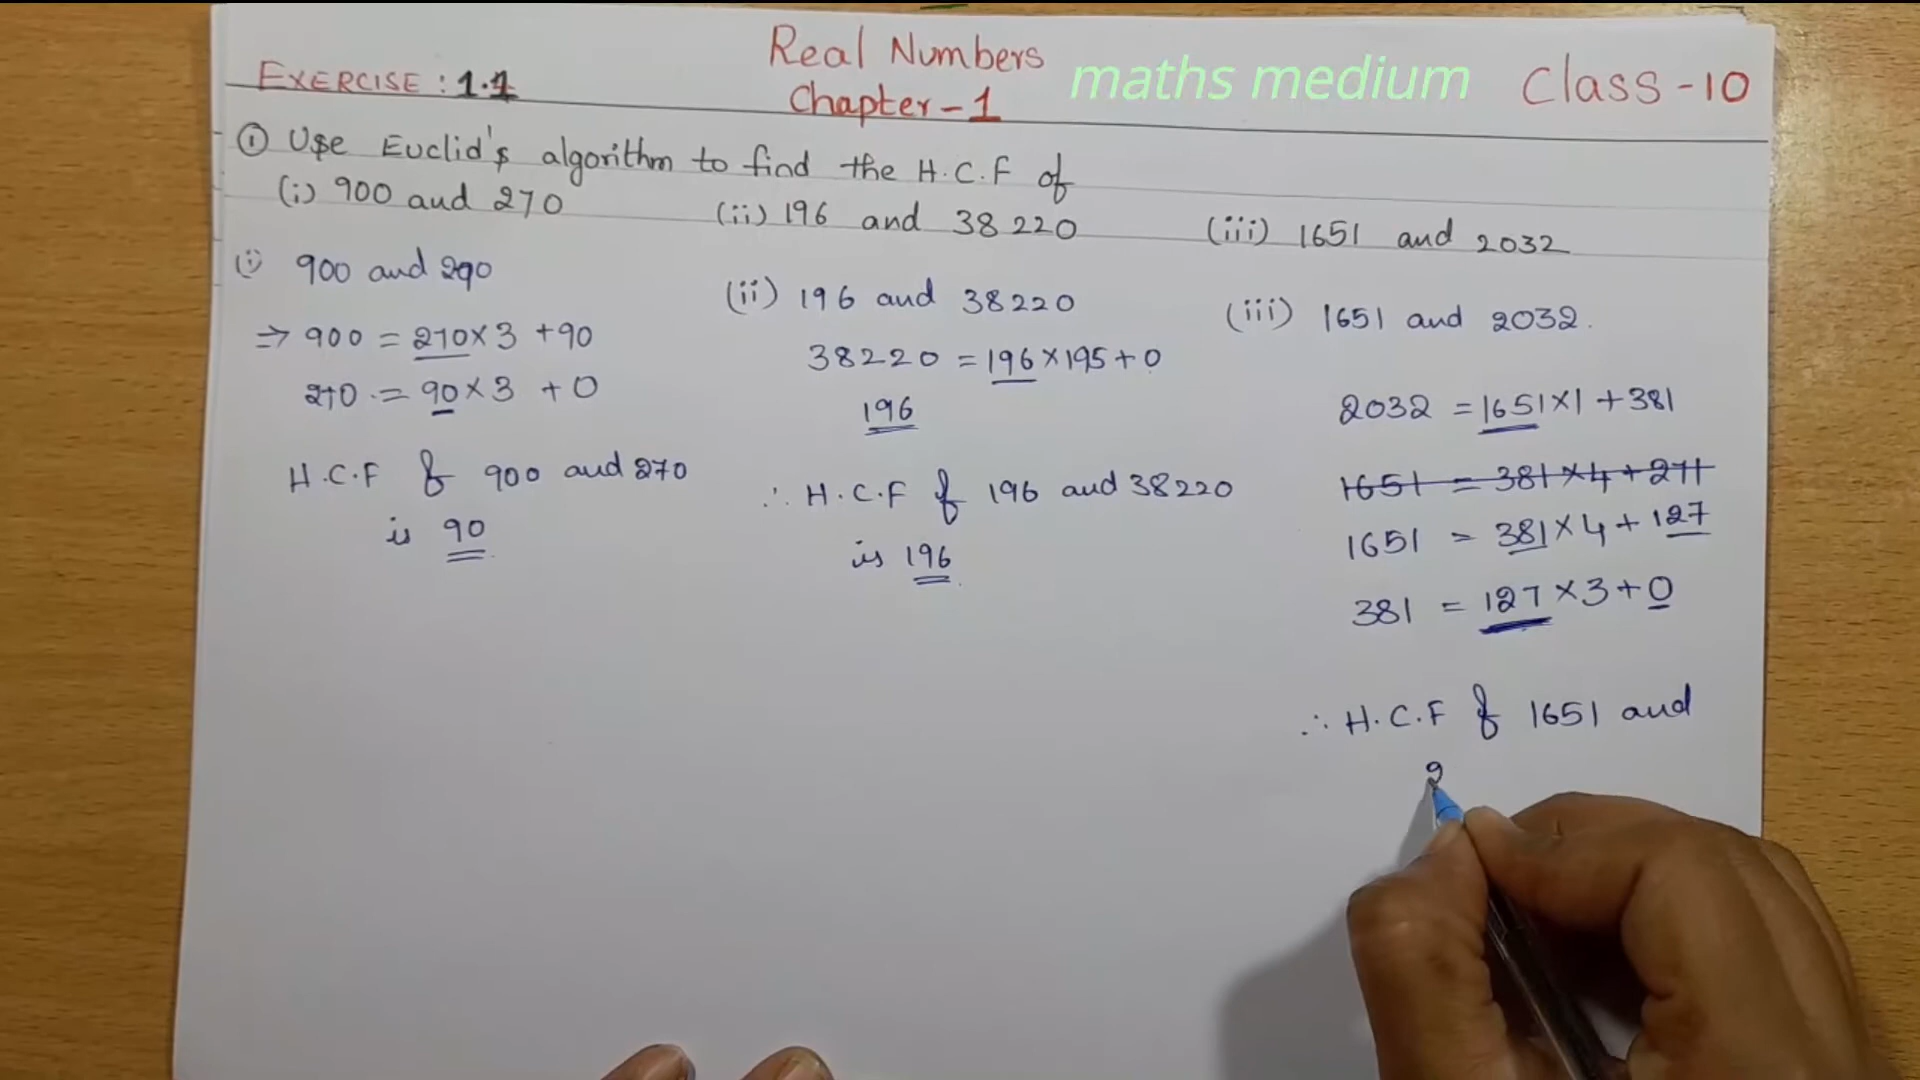 Real Numbers
EXERCISE : 1.1
Chapter - 1
maths medium
Class - 10
① Use Euclid's algorithm to find the H.C.F of
(i) 900 and 270 (ii) 196 and 38220 (iii) 1651 and 2032
(i) 900 and 290
⇒ 900 = 270 × 3 + 90
270 = 90 × 3 + 0
H.C.F of 900 and 270
is 90
(ii) 196 and 38220
38220 = 196 × 195 + 0
196
∴ H.C.F of 196 and 38220
is 196
(iii) 1651 and 2032.
2032 = 1651 × 1 + 381
1651 = 381 × 4 + 271
1651 = 381 × 4 + 127
381 = 127 × 3 + 0
∴ H.C.F of 1651 and